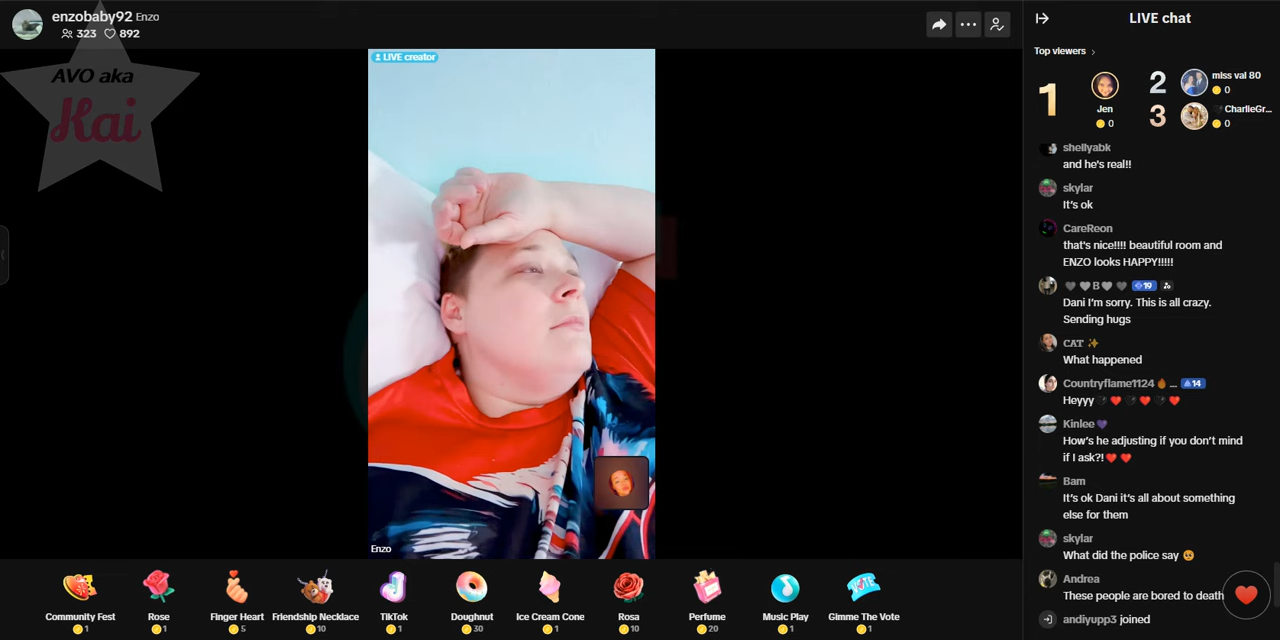 enzobaby92 Enzo
323 892
AVO aka
Kai
LIVE creator
Enzo
Community Fest
1
Rose
1
Finger Heart
5
Friendship Necklace
10
TikTok
1
Doughnut
30
Ice Cream Cone
1
Rosa
10
Perfume
20
Music Play
1
VOTE
Gimme The Vote
1
LIVE chat
Top viewers
1
Jen
0
2
miss val 80
0
3
CharlieGr...
0
shellyabk
and he's real!!
skylar
It's ok
CareReon
that's nice!!!! beautiful room and
ENZO looks HAPPY!!!!!
B 19
Dani I'm sorry. This is all crazy.
Sending hugs
CAT
What happened
Countryflame1124 ... 14
Heyyy
Kinlee
How's he adjusting if you don't mind
if I ask?!
Bam
It's ok Dani it's all about something
else for them
skylar
What did the police say
Andrea
These people are bored to death
andiyupp3 joined